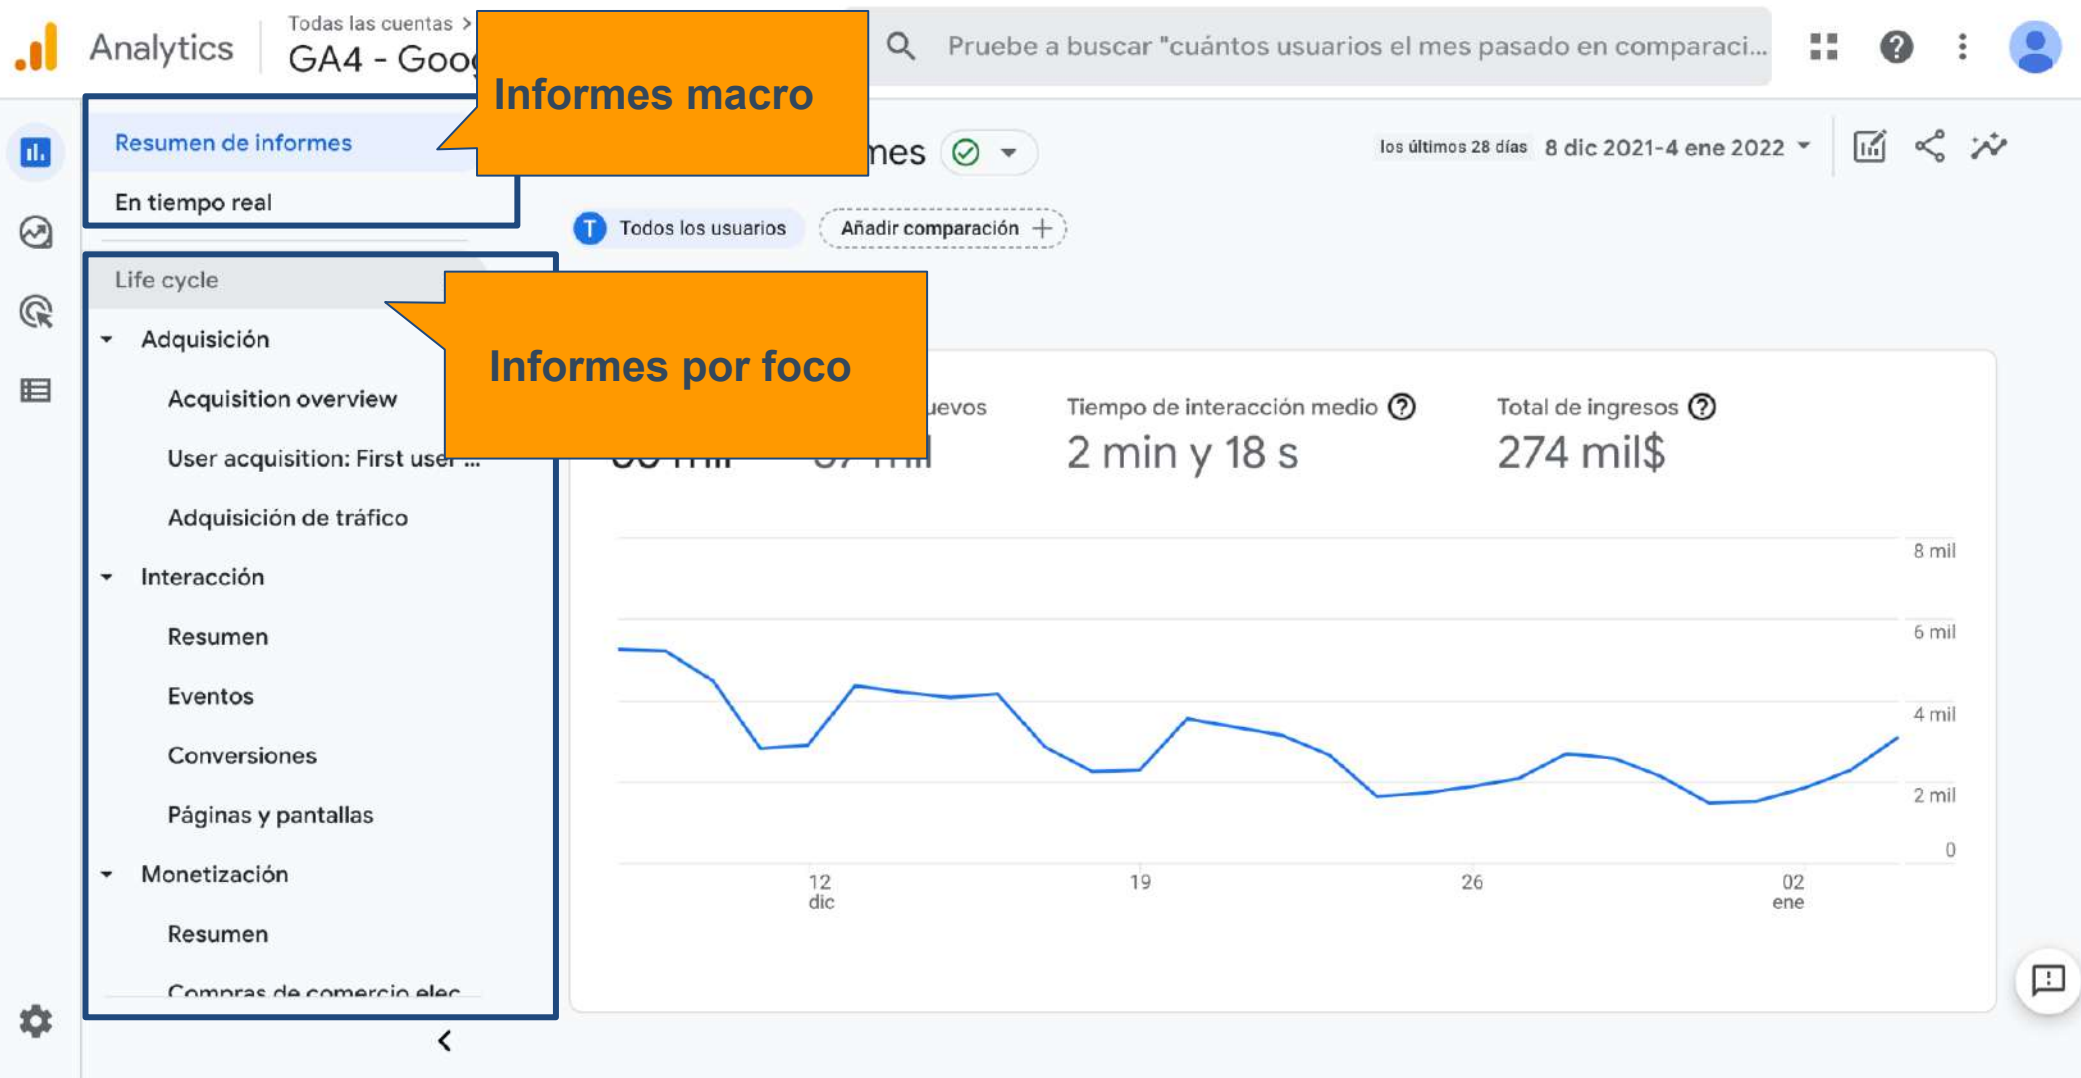 Analytics
Todas las cuentas >
GA4 -
Pruebe a buscar "cuántos usuarios el mes pasado en comparaci...
Informes macro
Resumen de informes
En tiempo real
los últimos 28 días 8 dic 2021-4 ene 2022
T Todos los usuarios
Añadir comparación +
Life cycle
Adquisición
Acquisition overview
User acquisition: First user ...
Adquisición de tráfico
Interacción
Resumen
Eventos
Conversiones
Páginas y pantallas
Monetización
Resumen
Compras de comercio elec
Informes por foco
Tiempo de interacción medio
2 min y 18 s
Total de ingresos
274 mil$
8 mil
6 mil
4 mil
2 mil
0
12
dic
19
26
02
ene